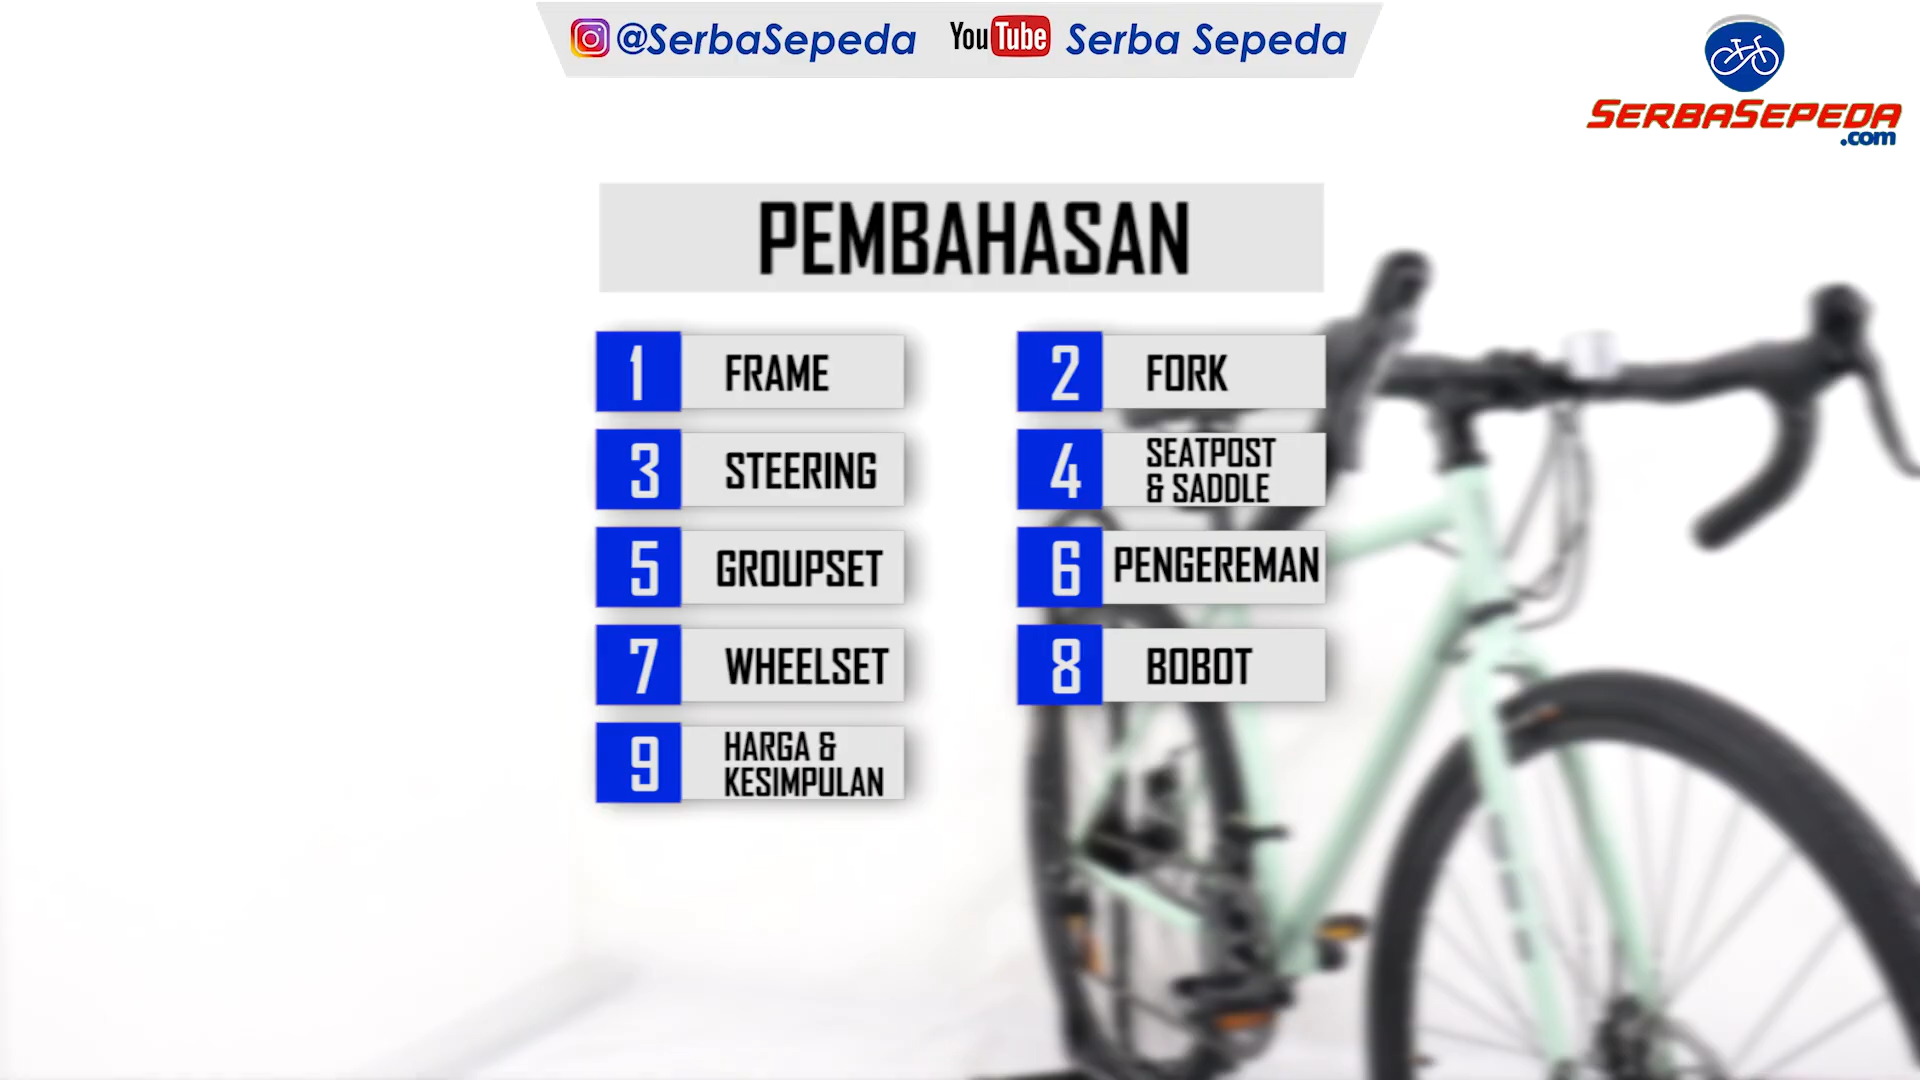 @SerbaSepeda YouTube Serba Sepeda
SERBASEPEDA
.com
PEMBAHASAN
1 FRAME
2 FORK
3 STEERING
4 SEATPOST
& SADDLE
5 GROUPSET
6 PENGEREMAN
7 WHEELSET
8 BOBOT
9 HARGA &
KESIMPULAN